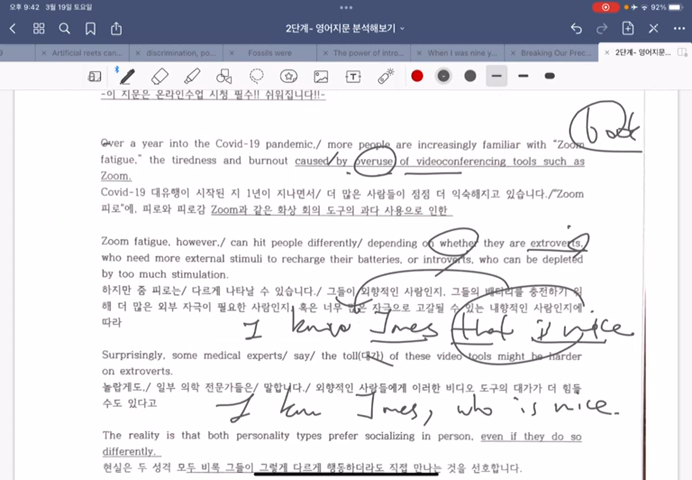 오후 9:42 3월 19일 토요일
92%
2단계- 영어지문 분석해보기
Artificial reefs can...
discrimination, po...
Fossils were
The power of intro...
When I was nine y...
Breaking Our Prec...
2단계- 영어지문...
-이 지문은 온라인수업 시청 필수!! 쉬워집니다!!-
Over a year into the Covid-19 pandemic,/ more people are increasingly familiar with "Zoom
fatigue," the tiredness and burnout caused by overuse of videoconferencing tools such as
Zoom.
Covid-19 대유행이 시작된 지 1년이 지나면서/ 더 많은 사람들이 점점 더 익숙해지고 있습니다./"Zoom
피로"에, 피로와 피로감 Zoom과 같은 화상 회의 도구의 과다 사용으로 인한
Zoom fatigue, however,/ can hit people differently/ depending on whether they are extroverts,
who need more external stimuli to recharge their batteries, or introverts, who can be depleted
by too much stimulation.
하지만 줌 피로는/ 다르게 나타날 수 있습니다./ 그들이 외향적인 사람인지, 그들의 배터리를 충전하기 위
해 더 많은 외부 자극이 필요한 사람인지, 혹은 너무 많은 자극으로 고갈될 수 있는 내향적인 사람인지에
따라
I know James that is nice
Surprisingly, some medical experts/ say/ the toll(대가) of these video tools might be harder
on extroverts.
놀랍게도,/ 일부 의학 전문가들은/ 말합니다./ 외향적인 사람들에게 이러한 비디오 도구의 대가가 더 힘들
수도 있다고
I know James, who is nice.
The reality is that both personality types prefer socializing in person, even if they do so
differently.
현실은 두 성격 모두 비록 그들이 그렇게 다르게 행동하더라도 직접 만나는 것을 선호합니다.